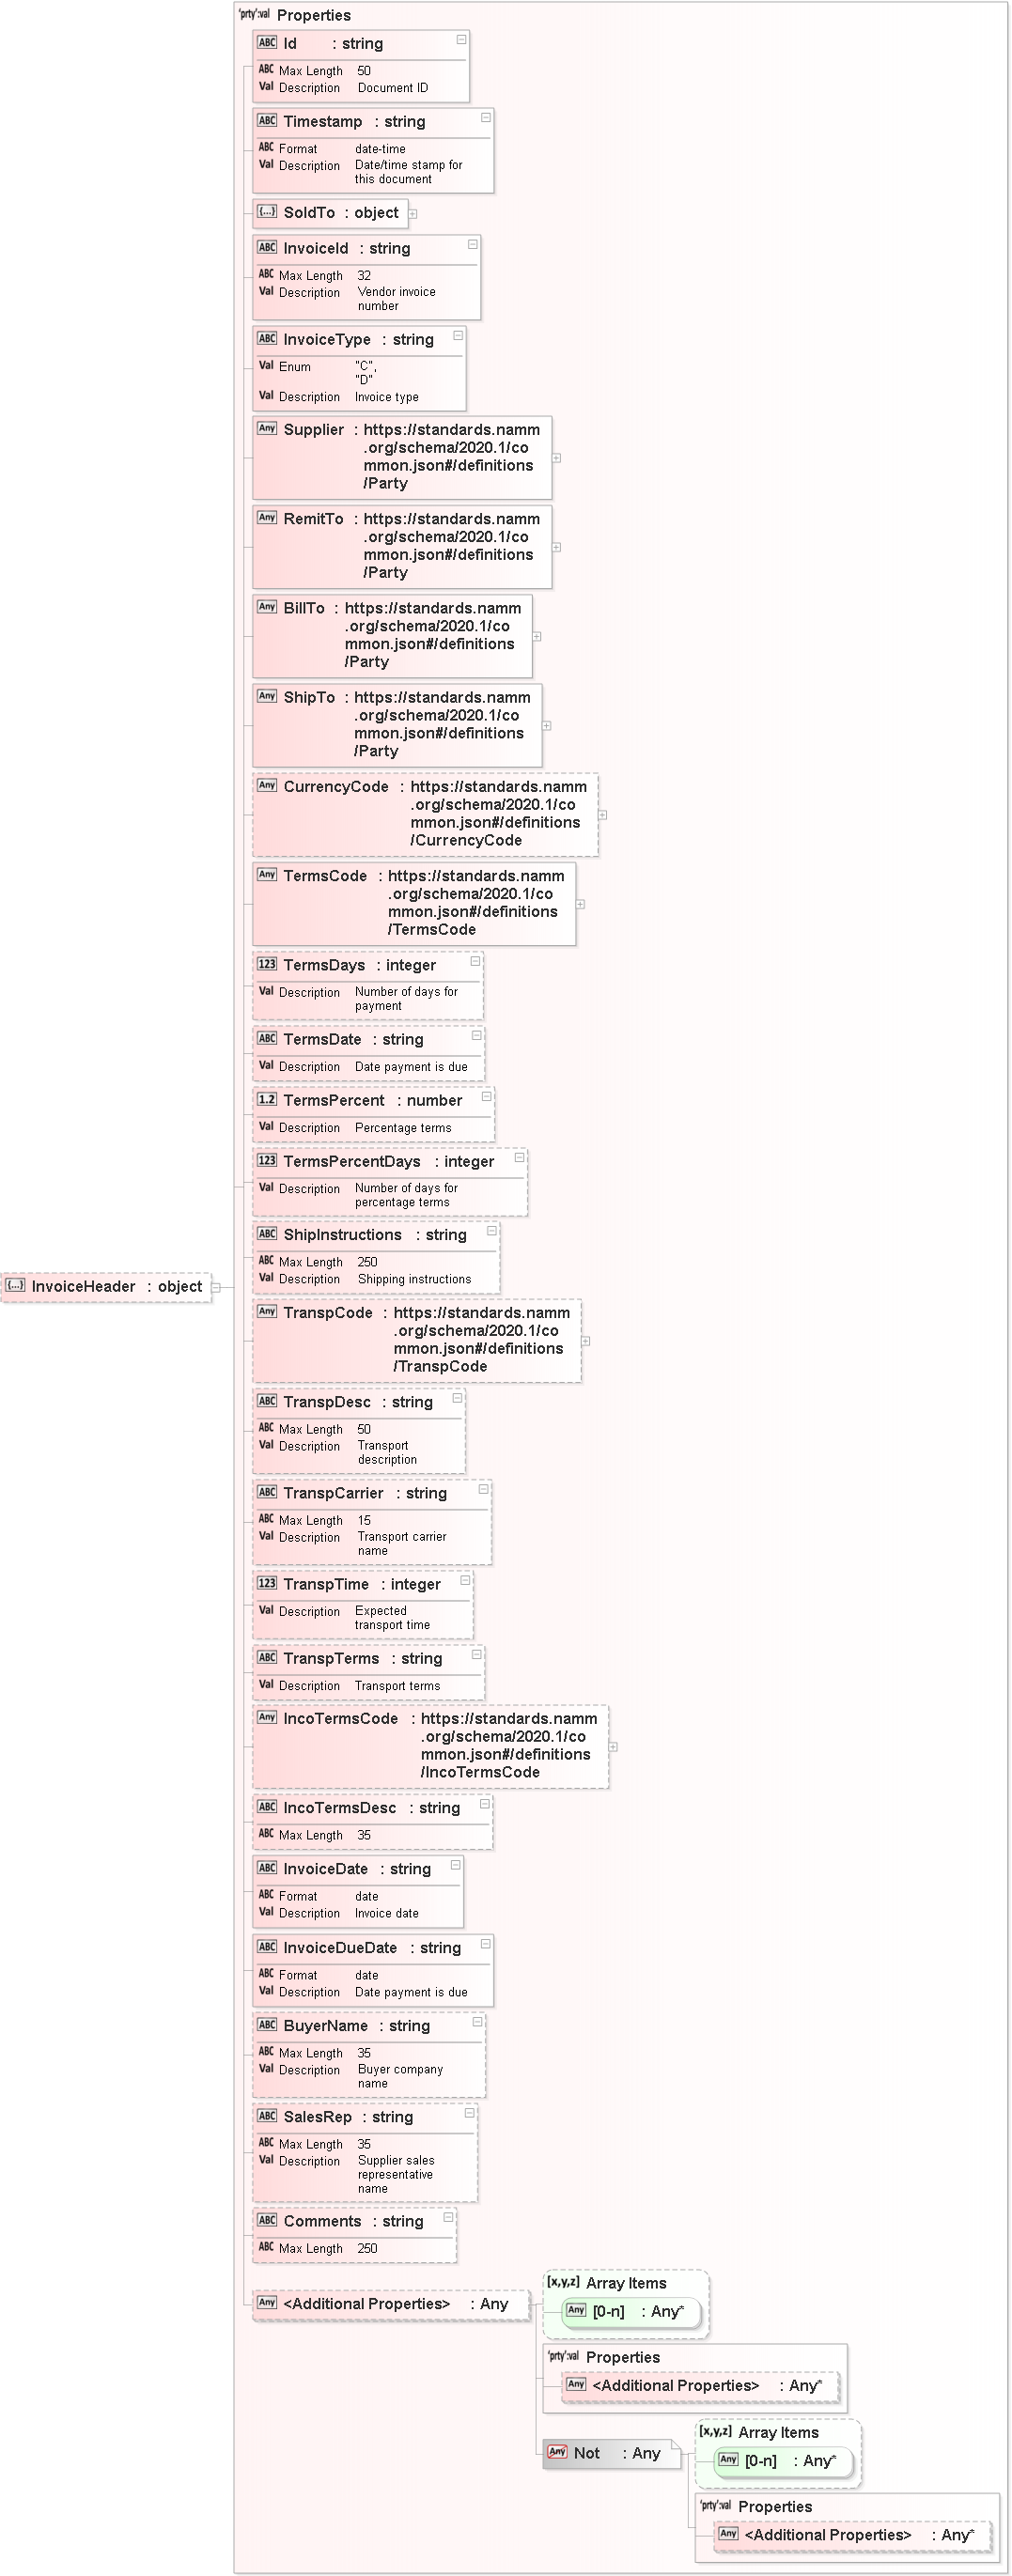 'prty':val Properties
ABC Id : string
ABC Max Length 50
Val Description Document ID
ABC Timestamp : string
ABC Format date-time
Val Description Date/time stamp for
this document
{...} SoldTo : object
ABC InvoiceId : string
ABC Max Length 32
Val Description Vendor invoice
number
ABC InvoiceType : string
Val Enum "C",
"D"
Val Description Invoice type
Any Supplier : https://standards.namm
.org/schema/2020.1/co
mmon.json#/definitions
/Party
Any RemitTo : https://standards.namm
.org/schema/2020.1/co
mmon.json#/definitions
/Party
Any BillTo : https://standards.namm
.org/schema/2020.1/co
mmon.json#/definitions
/Party
Any ShipTo : https://standards.namm
.org/schema/2020.1/co
mmon.json#/definitions
/Party
Any CurrencyCode : https://standards.namm
.org/schema/2020.1/co
mmon.json#/definitions
/CurrencyCode
Any TermsCode : https://standards.namm
.org/schema/2020.1/co
mmon.json#/definitions
/TermsCode
123 TermsDays : integer
Val Description Number of days for
payment
ABC TermsDate : string
Val Description Date payment is due
1.2 TermsPercent : number
Val Description Percentage terms
123 TermsPercentDays : integer
Val Description Number of days for
percentage terms
ABC ShipInstructions : string
ABC Max Length 250
Val Description Shipping instructions
{...} InvoiceHeader : object
Any TranspCode : https://standards.namm
.org/schema/2020.1/co
mmon.json#/definitions
/TranspCode
ABC TranspDesc : string
ABC Max Length 50
Val Description Transport
description
ABC TranspCarrier : string
ABC Max Length 15
Val Description Transport carrier
name
123 TranspTime : integer
Val Description Expected
transport time
ABC TranspTerms : string
Val Description Transport terms
Any IncoTermsCode : https://standards.namm
.org/schema/2020.1/co
mmon.json#/definitions
/IncoTermsCode
ABC IncoTermsDesc : string
ABC Max Length 35
ABC InvoiceDate : string
ABC Format date
Val Description Invoice date
ABC InvoiceDueDate : string
ABC Format date
Val Description Date payment is due
ABC BuyerName : string
ABC Max Length 35
Val Description Buyer company
name
ABC SalesRep : string
ABC Max Length 35
Val Description Supplier sales
representative
name
ABC Comments : string
ABC Max Length 250
[x,y,z] Array Items
Any <Additional Properties> : Any
Any [0-n] : Any*
'prty':val Properties
Any <Additional Properties> : Any*
[x,y,z] Array Items
Any Not : Any
Any [0-n] : Any*
'prty':val Properties
Any <Additional Properties> : Any*